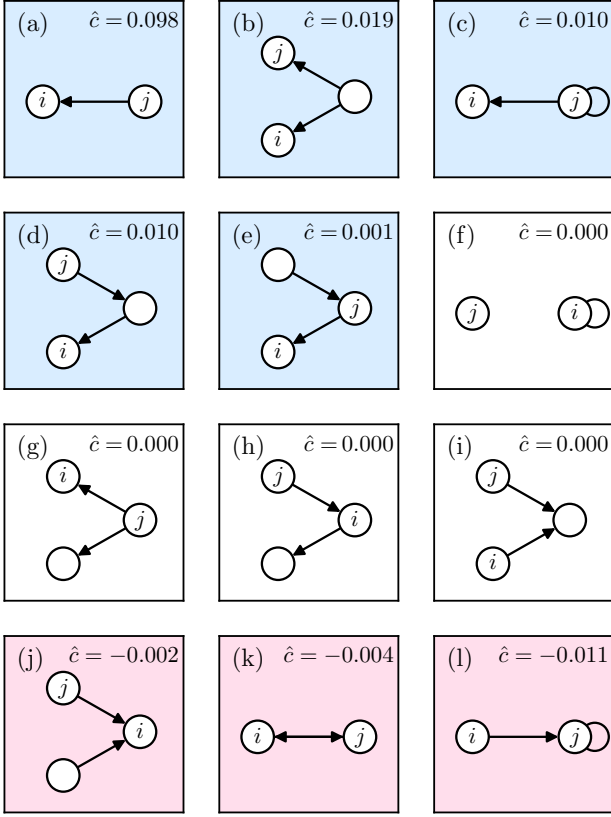 (a) ĉ = 0.098
i j
(b) ĉ = 0.019
j
i
(c) ĉ = 0.010
i j
(d) ĉ = 0.010
j
i
(e) ĉ = 0.001
j
i
(f) ĉ = 0.000
j i
(g) ĉ = 0.000
i
j
(h) ĉ = 0.000
j
i
(i) ĉ = 0.000
j
i
(j) ĉ = −0.002
j
i
(k) ĉ = −0.004
i j
(l) ĉ = −0.011
i j